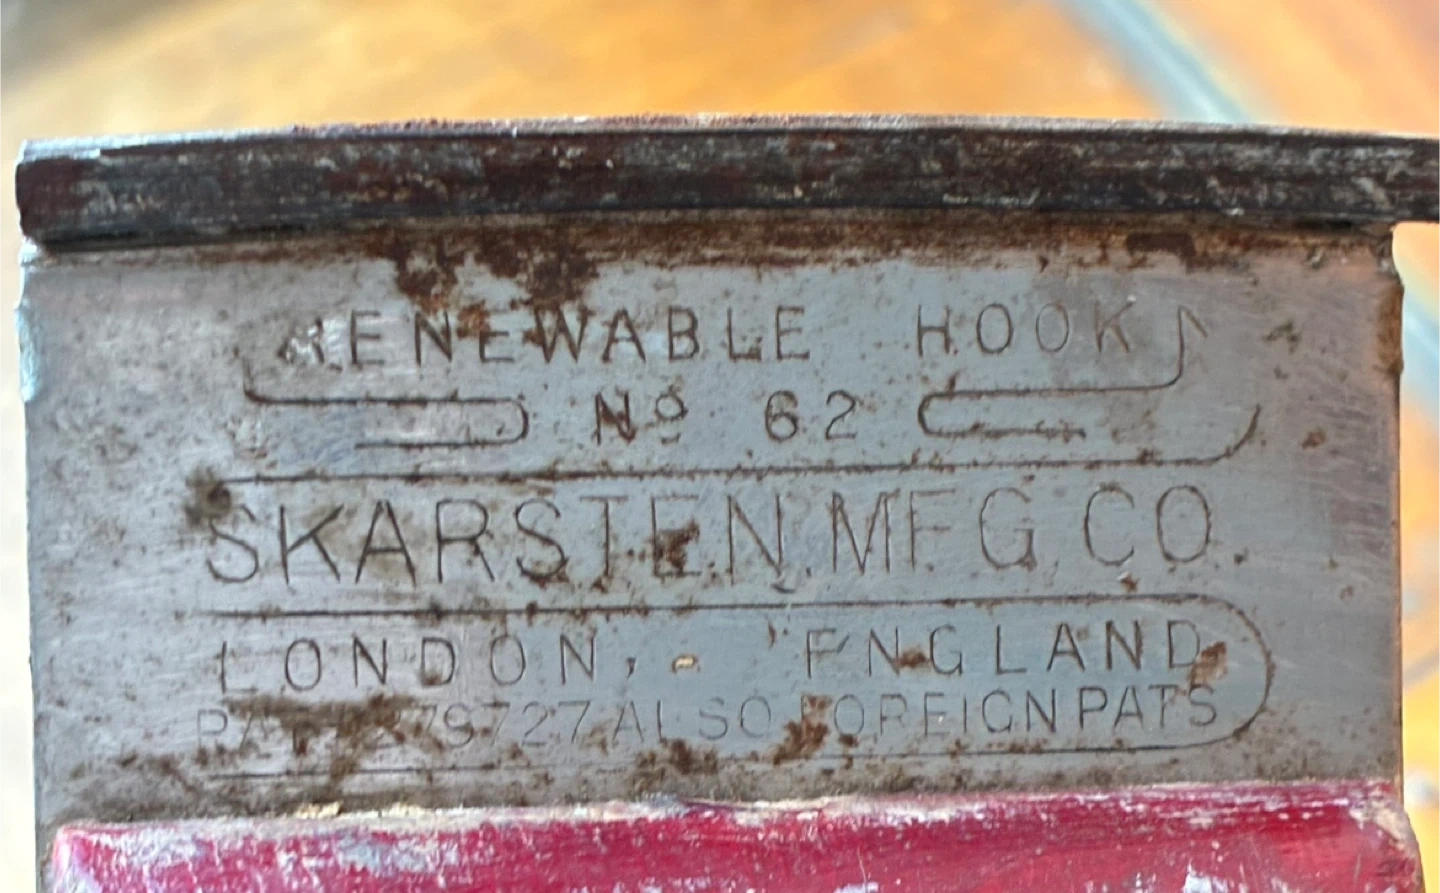 RENEWABLE HOOK
Nº 62
SKARSTEN MFG. CO.
LONDON, - ENGLAND
ALSO FOREIGN PATS